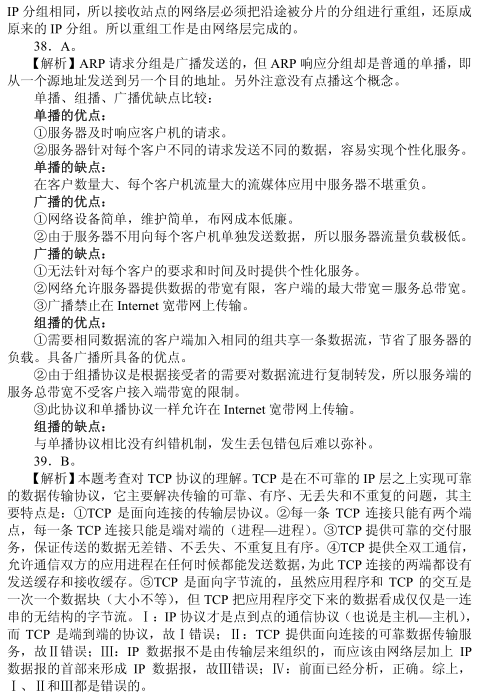 IP 分组相同，所以接收站点的网络层必须把沿途被分片的分组进行重组，还原成
原来的 IP 分组。所以重组工作是由网络层完成的。
38．A。
【解析】ARP 请求分组是广播发送的，但 ARP 响应分组却是普通的单播，即
从一个源地址发送到另一个目的地址。另外注意没有点播这个概念。
单播、组播、广播优缺点比较：
单播的优点：
①服务器及时响应客户机的请求。
②服务器针对每个客户不同的请求发送不同的数据，容易实现个性化服务。
单播的缺点：
在客户数量大、每个客户机流量大的流媒体应用中服务器不堪重负。
广播的优点：
①网络设备简单，维护简单，布网成本低廉。
②由于服务器不用向每个客户机单独发送数据，所以服务器流量负载极低。
广播的缺点：
①无法针对每个客户的要求和时间及时提供个性化服务。
②网络允许服务器提供数据的带宽有限，客户端的最大带宽＝服务总带宽。
③广播禁止在 Internet 宽带网上传输。
组播的优点：
①需要相同数据流的客户端加入相同的组共享一条数据流，节省了服务器的
负载。具备广播所具备的优点。
②由于组播协议是根据接受者的需要对数据流进行复制转发，所以服务端的
服务总带宽不受客户接入端带宽的限制。
③此协议和单播协议一样允许在 Internet 宽带网上传输。
组播的缺点：
与单播协议相比没有纠错机制，发生丢包错包后难以弥补。
39．B。
【解析】本题考查对 TCP 协议的理解。TCP 是在不可靠的 IP 层之上实现可靠
的数据传输协议，它主要解决传输的可靠、有序、无丢失和不重复的问题，其主
要特点是：①TCP 是面向连接的传输层协议。②每一条 TCP 连接只能有两个端
点，每一条 TCP 连接只能是端对端的（进程—进程）。③TCP 提供可靠的交付服
务，保证传送的数据无差错、不丢失、不重复且有序。④TCP 提供全双工通信，
允许通信双方的应用进程在任何时候都能发送数据，为此 TCP 连接的两端都设有
发送缓存和接收缓存。⑤TCP 是面向字节流的，虽然应用程序和 TCP 的交互是
一次一个数据块（大小不等），但 TCP 把应用程序交下来的数据看成仅仅是一连
串的无结构的字节流。Ⅰ：IP 协议才是点到点的通信协议（也说是主机—主机），
而 TCP 是端到端的协议，故Ⅰ错误；Ⅱ：TCP 提供面向连接的可靠数据传输服
务，故Ⅱ错误；Ⅲ：IP 数据报不是由传输层来组织的，而应该由网络层加上 IP
数据报的首部来形成 IP 数据报，故Ⅲ错误；Ⅳ：前面已经分析，正确。综上，
Ⅰ、Ⅱ和Ⅲ都是错误的。